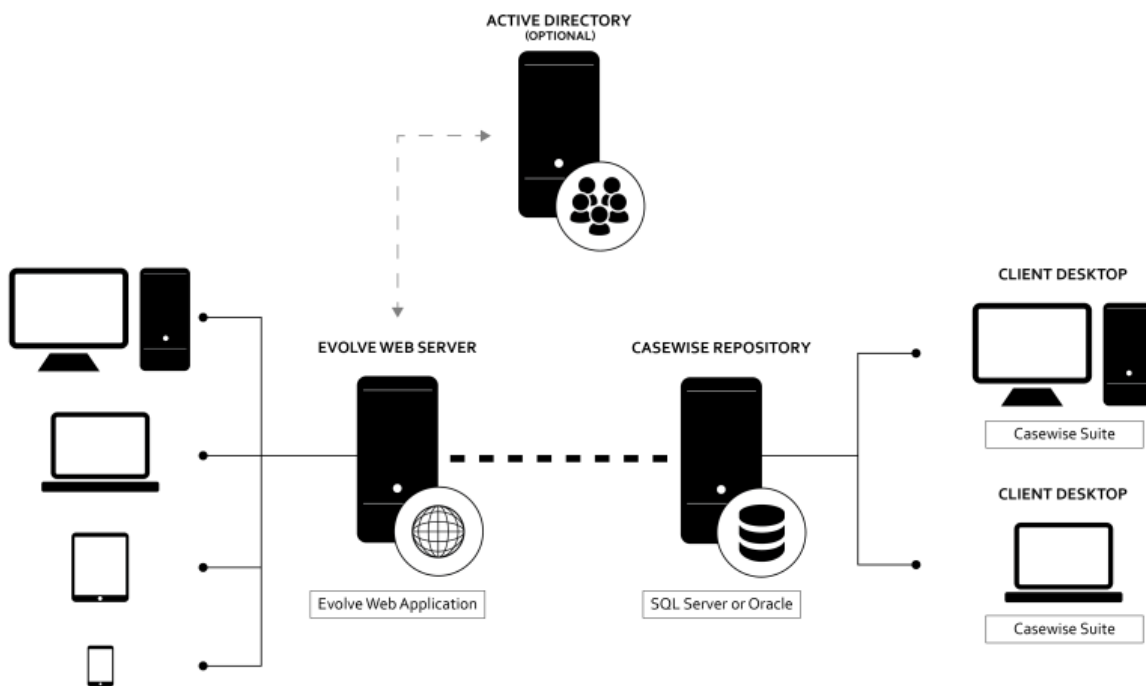 ACTIVE DIRECTORY
(OPTIONAL)
CLIENT DESKTOP
EVOLVE WEB SERVER
CASEWISE REPOSITORY
Casewise Suite
CLIENT DESKTOP
Evolve Web Application
SQL Server or Oracle
Casewise Suite